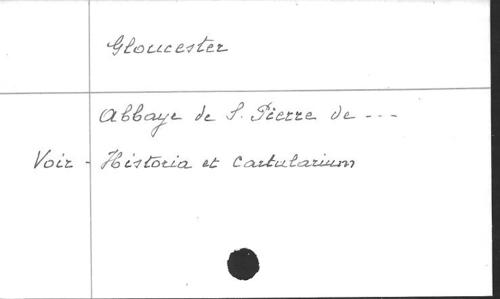 Gloucester
Abbaye de S. Pierre de ---
Voir - Historia et Cartularium